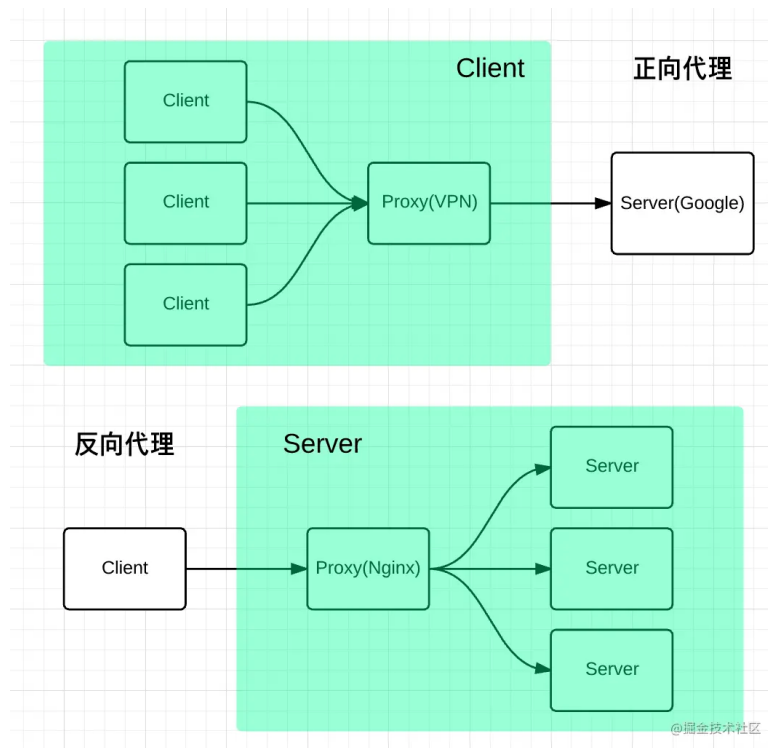 Client
正向代理
Client
Client
Proxy(VPN)
Server(Google)
Client
反向代理
Server
Server
Client
Proxy(Nginx)
Server
Server
@掘金技术社区